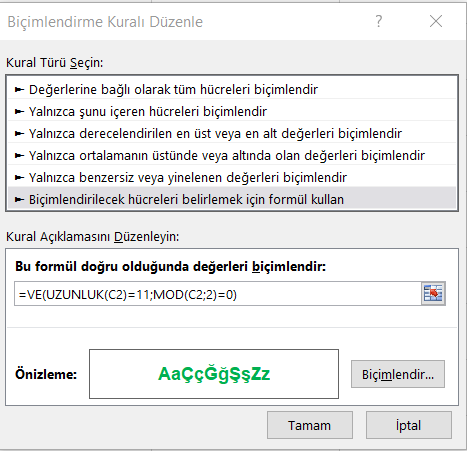 Biçimlendirme Kuralı Düzenle
Kural Türü Seçin:
► Değerlerine bağlı olarak tüm hücreleri biçimlendir
► Yalnızca şunu içeren hücreleri biçimlendir
► Yalnızca derecelendirilen en üst veya en alt değerleri biçimlendir
► Yalnızca ortalamanın üstünde veya altında olan değerleri biçimlendir
► Yalnızca benzersiz veya yinelenen değerleri biçimlendir
► Biçimlendirilecek hücreleri belirlemek için formül kullan
Kural Açıklamasını Düzenleyin:
Bu formül doğru olduğunda değerleri biçimlendir:
=VE(UZUNLUK(C2)=11;MOD(C2;2)=0)
Önizleme:
AaÇçĞğŞşZz
Biçimlendir...
Tamam
İptal